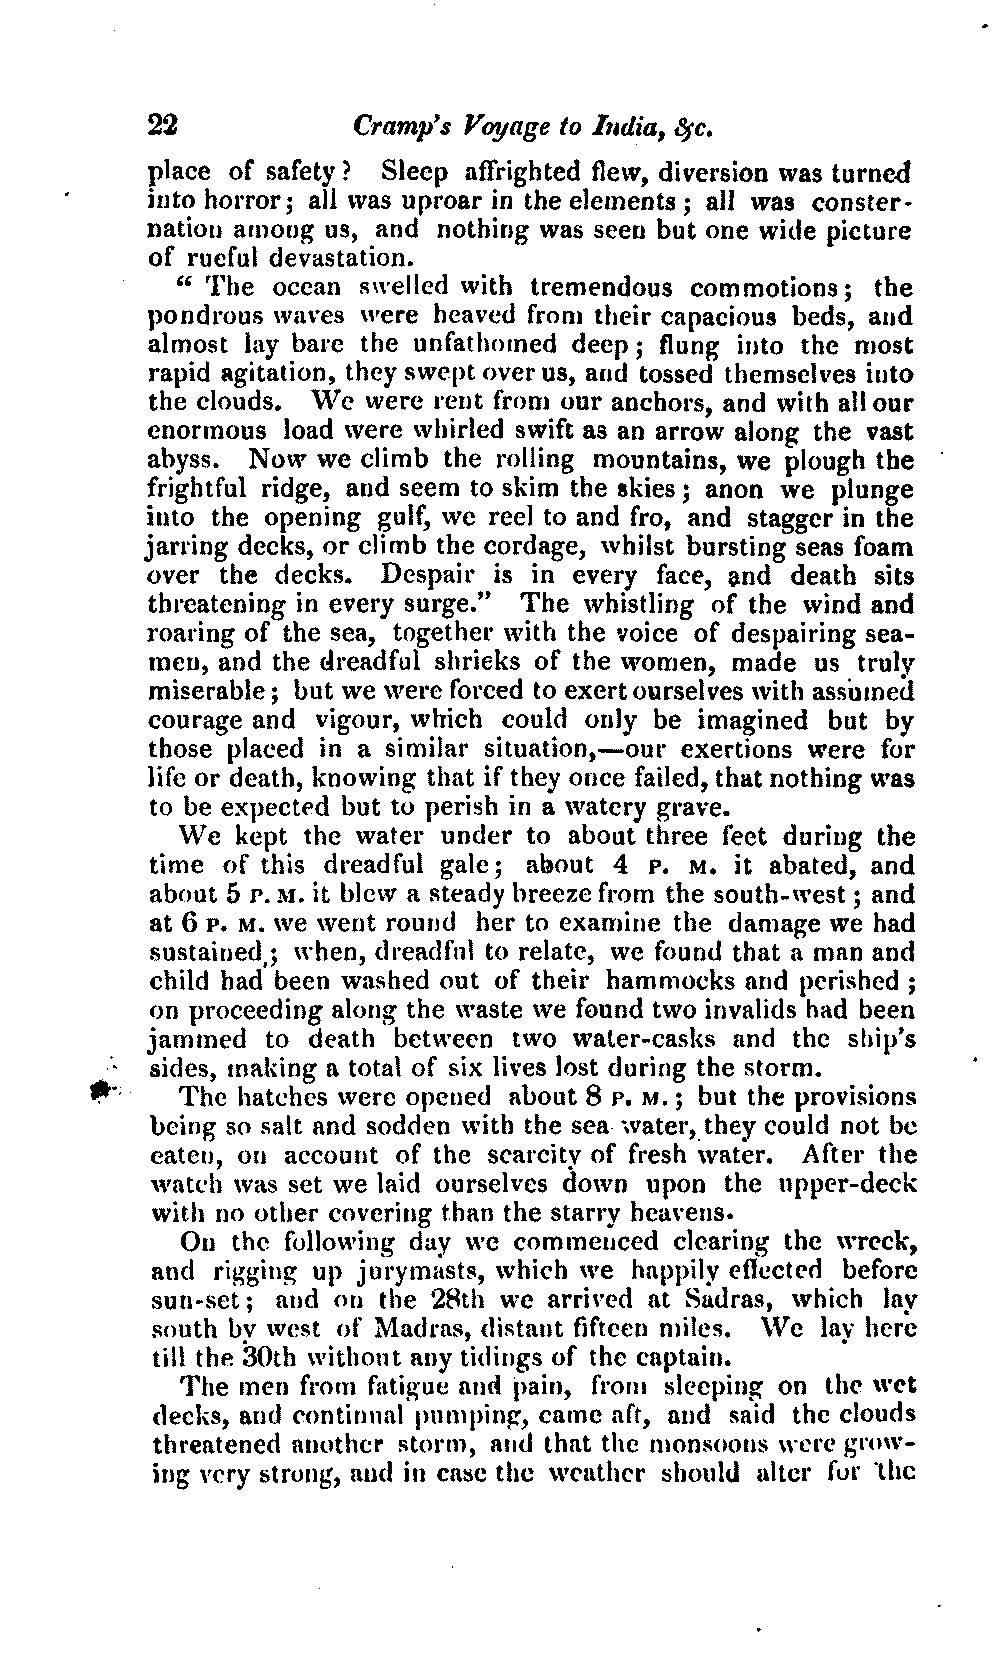 22 Cramp's Voyage to India, &c.
place of safety? Sleep affrighted flew, diversion was turned
into horror; all was uproar in the elements; all was conster-
nation among us, and nothing was seen but one wide picture
of rueful devastation.
“ The ocean swelled with tremendous commotions; the
pondrous waves were heaved from their capacious beds, and
almost lay bare the unfathomed deep; flung into the most
rapid agitation, they swept over us, and tossed themselves into
the clouds. We were rent from our anchors, and with all our
enormous load were whirled swift as an arrow along the vast
abyss. Now we climb the rolling mountains, we plough the
frightful ridge, and seem to skim the skies; anon we plunge
into the opening gulf, we reel to and fro, and stagger in the
jarring decks, or climb the cordage, whilst bursting seas foam
over the decks. Despair is in every face, and death sits
threatening in every surge.” The whistling of the wind and
roaring of the sea, together with the voice of despairing sea-
men, and the dreadful shrieks of the women, made us truly
miserable; but we were forced to exert ourselves with assumed
courage and vigour, which could only be imagined but by
those placed in a similar situation,—our exertions were for
life or death, knowing that if they once failed, that nothing was
to be expected but to perish in a watery grave.
We kept the water under to about three feet during the
time of this dreadful gale; about 4 P. M. it abated, and
about 5 P. M. it blew a steady breeze from the south-west; and
at 6 P. M. we went round her to examine the damage we had
sustained,; when, dreadful to relate, we found that a man and
child had been washed out of their hammocks and perished;
on proceeding along the waste we found two invalids had been
jammed to death between two water-casks and the ship's
sides, making a total of six lives lost during the storm.
The hatches were opened about 8 P. M.; but the provisions
being so salt and sodden with the sea water, they could not be
eaten, on account of the scarcity of fresh water. After the
watch was set we laid ourselves down upon the upper-deck
with no other covering than the starry heavens.
On the following day we commenced clearing the wreck,
and rigging up jurymasts, which we happily effected before
sun-set; and on the 28th we arrived at Sadras, which lay
south by west of Madras, distant fifteen miles. We lay here
till the 30th without any tidings of the captain.
The men from fatigue and pain, from sleeping on the wet
decks, and continual pumping, came aft, and said the clouds
threatened another storm, and that the monsoons were grow-
ing very strong, and in case the weather should alter for the